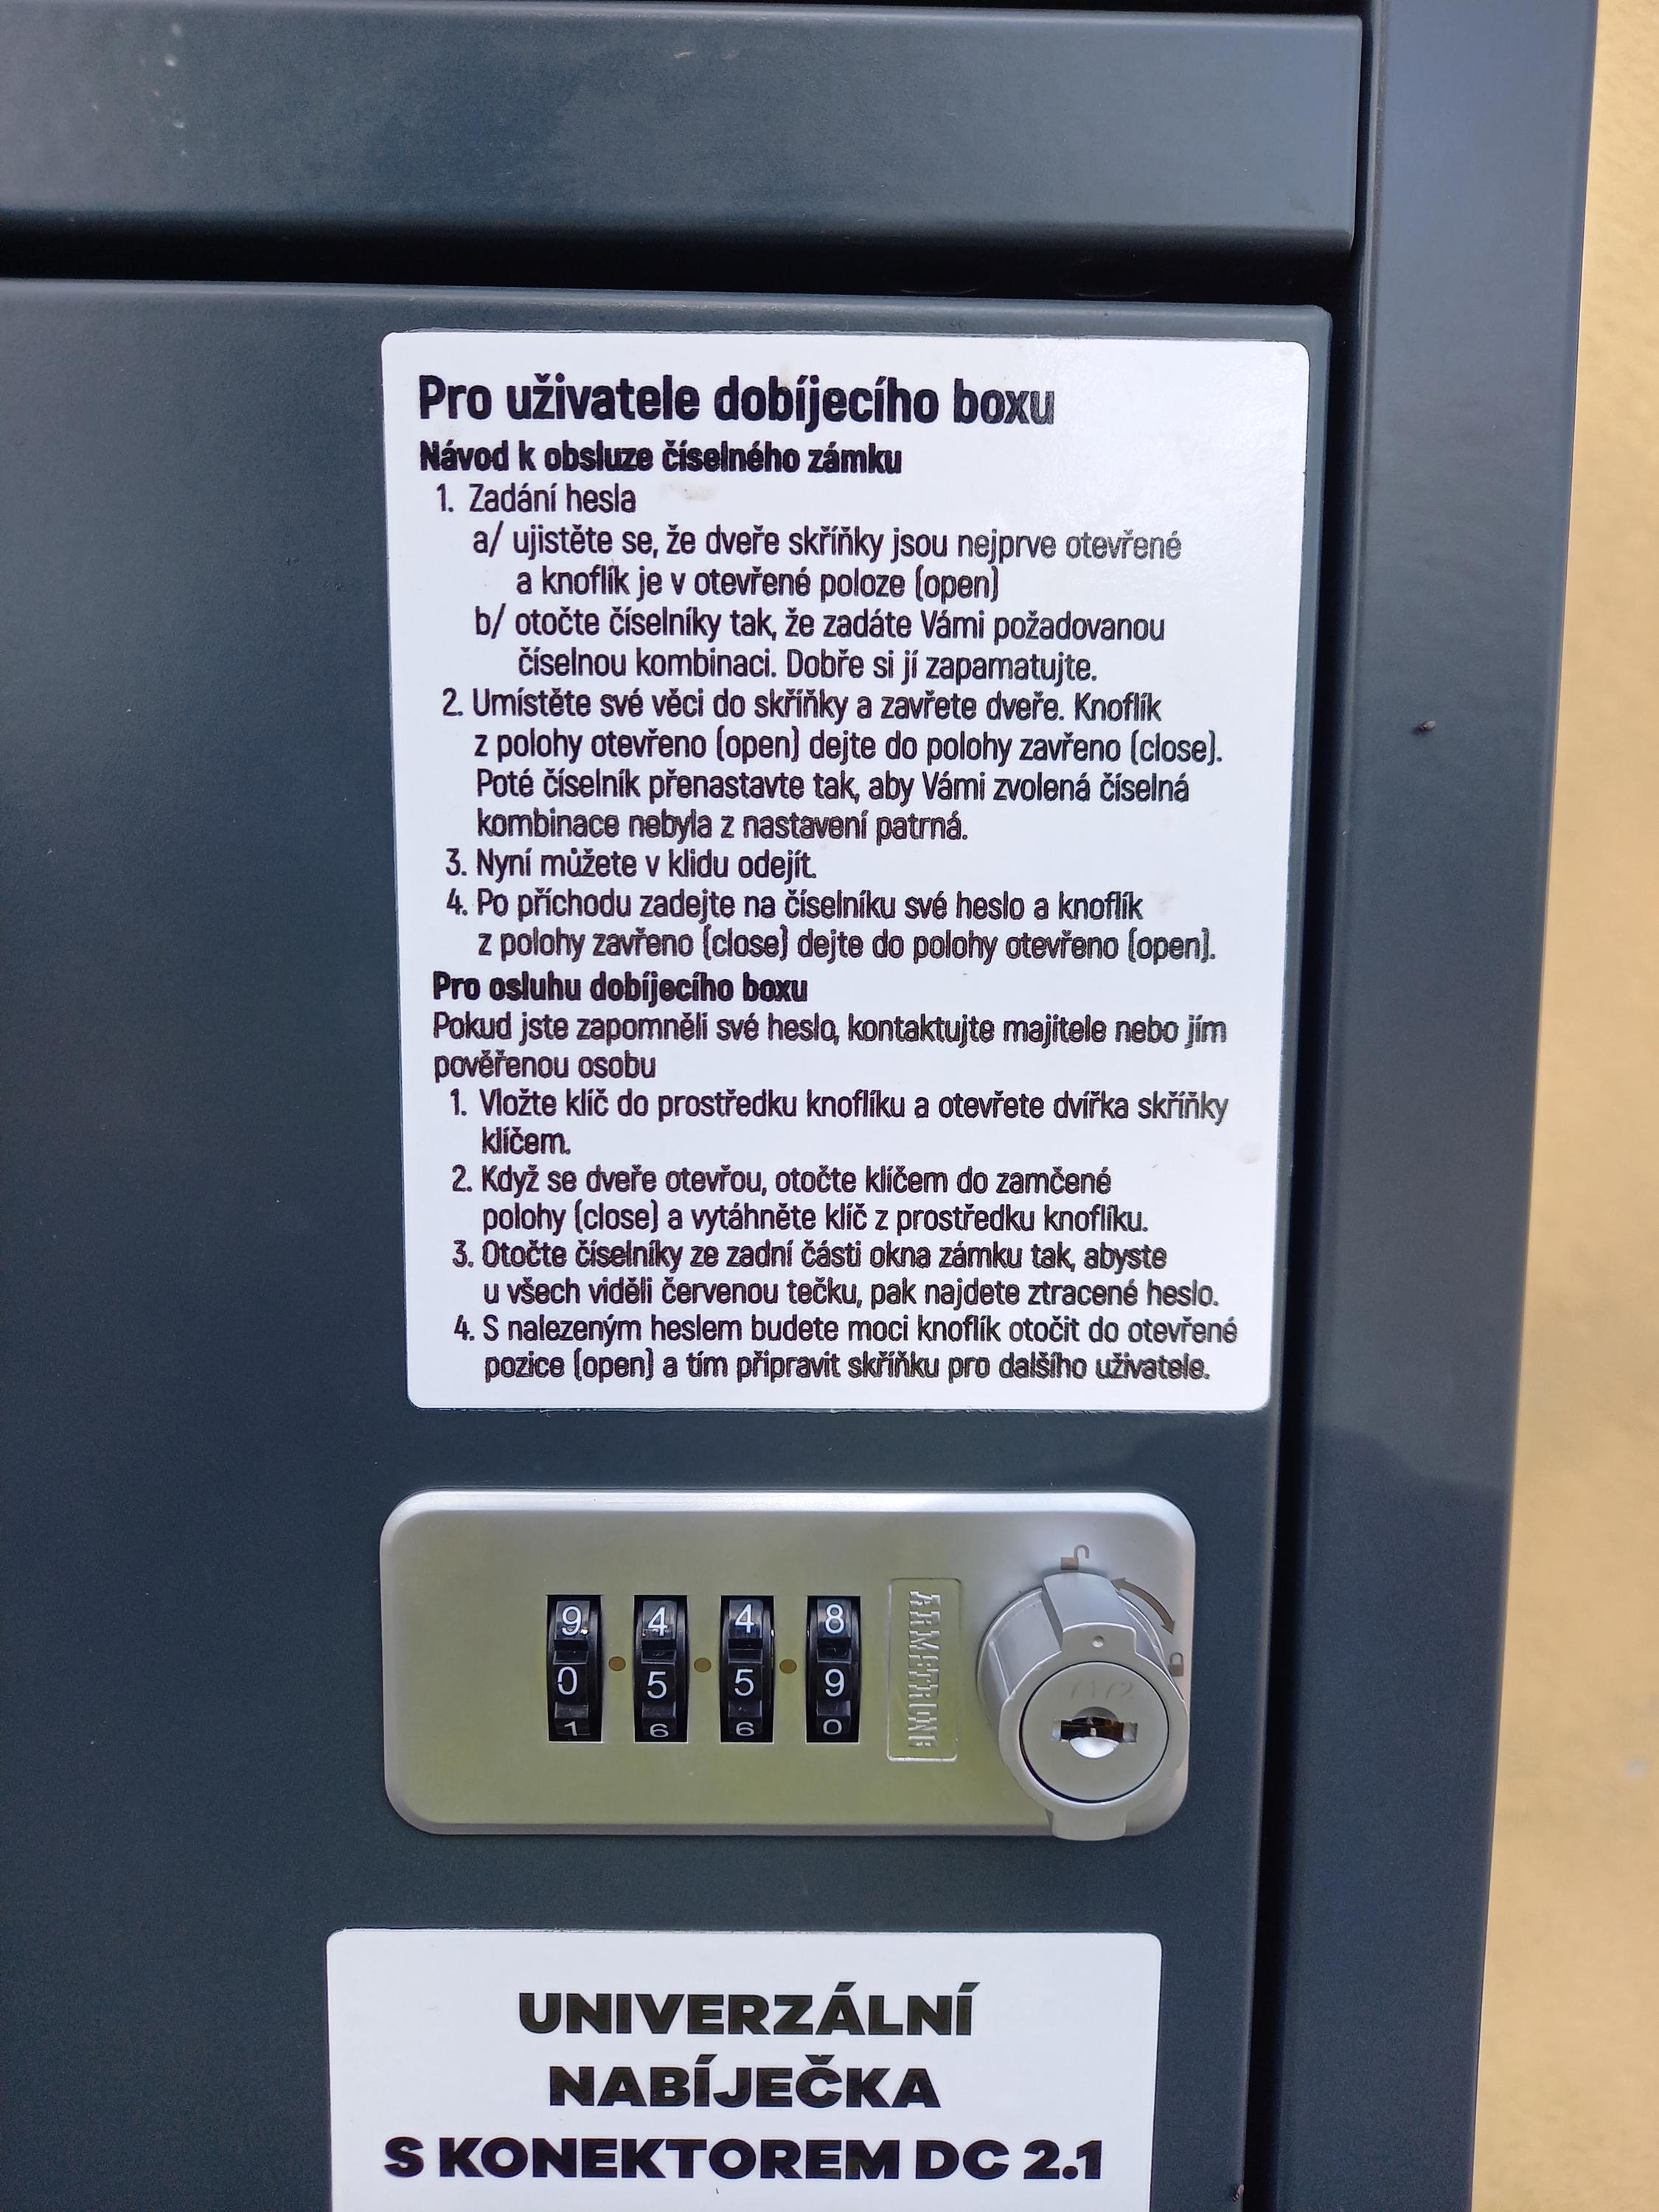 Pro uživatele dobíjecího boxu
Návod k obsluze číselného zámku
1. Zadání hesla
a/ ujistěte se, že dveře skříňky jsou nejprve otevřené
a knoflík je v otevřené poloze (open)
b/ otočte číselníky tak, že zadáte Vámi požadovanou
číselnou kombinaci. Dobře si jí zapamatujte.
2. Umístěte své věci do skříňky a zavřete dveře. Knoflík
z polohy otevřeno (open) dejte do polohy zavřeno (close).
Poté číselník přenastavte tak, aby Vámi zvolená číselná
kombinace nebyla z nastavení patrná.
3. Nyní můžete v klidu odejít.
4. Po příchodu zadejte na číselníku své heslo a knoflík
z polohy zavřeno (close) dejte do polohy otevřeno (open).
Pro osluhu dobíjecího boxu
Pokud jste zapomněli své heslo, kontaktujte majitele nebo jím
pověřenou osobu
1. Vložte klíč do prostředku knoflíku a otevřete dvířka skříňky
klíčem.
2. Když se dveře otevřou, otočte klíčem do zamčené
polohy (close) a vytáhněte klíč z prostředku knoflíku.
3. Otočte číselníky ze zadní části okna zámku tak, abyste
u všech viděli červenou tečku, pak najdete ztracené heslo.
4. S nalezeným heslem budete moci knoflík otočit do otevřené
pozice (open) a tím připravit skříňku pro dalšího uživatele.
9 4 4 8
0 5 5 9
1 6 6 0
ARMSTRONG
UNIVERZÁLNÍ
NABÍJEČKA
S KONEKTOREM DC 2.1